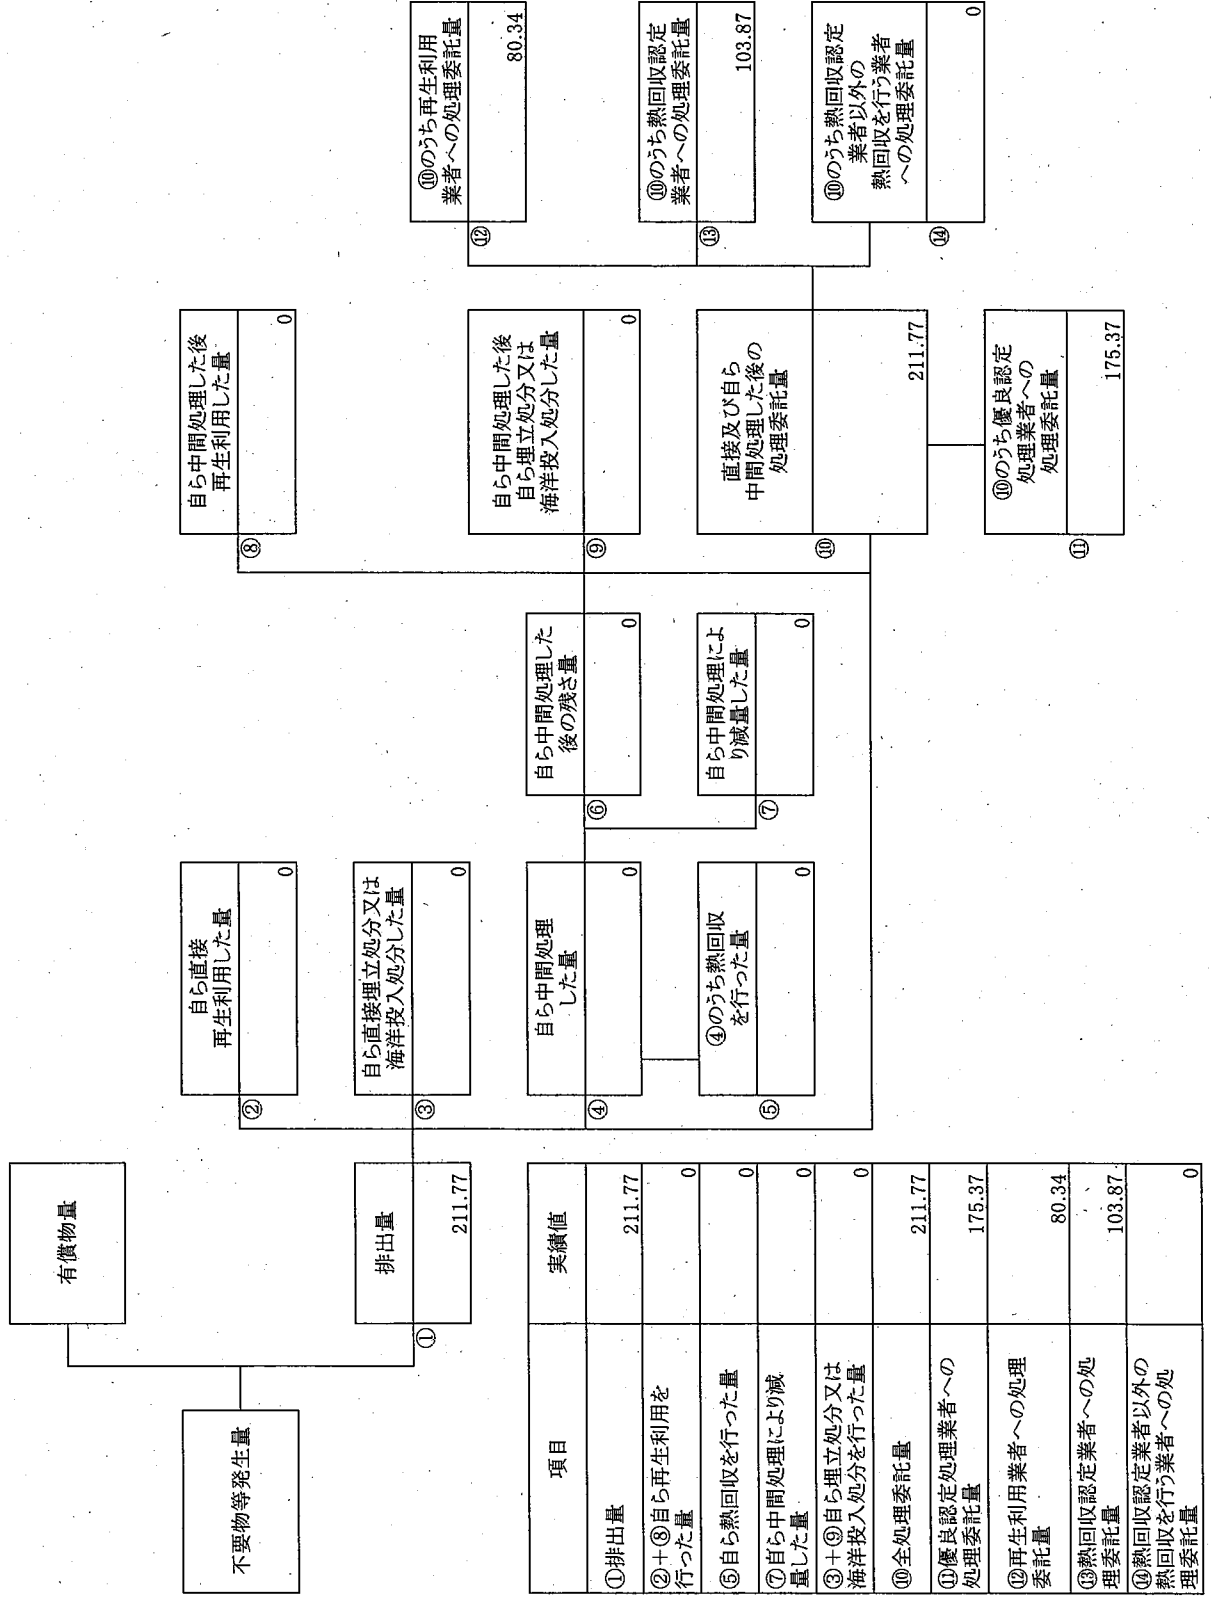 不要物等発生量
有償物量
排出量
①
211.77
自ら直接
再生利用した量
②
0
自ら直接埋立処分又は
海洋投入処分した量
③
0
自ら中間処理
した量
④
0
④のうち熱回収
を行った量
⑤
0
自ら中間処理した
後の残さ量
⑥
0
自ら中間処理によ
り減量した量
⑦
0
自ら中間処理した後
再生利用した量
⑧
0
自ら中間処理した後
自ら埋立処分又は
海洋投入処分した量
⑨
0
直接及び自ら
中間処理した後の
処理委託量
⑩
211.77
⑩のうち優良認定
処理業者への
処理委託量
⑪
175.37
⑩のうち再生利用
業者への処理委託量
⑫
80.34
⑩のうち熱回収認定
業者への処理委託量
⑬
103.87
⑩のうち熱回収認定
業者以外の
熱回収を行う業者
への処理委託量
⑭
0
項目 実績値
①排出量 211.77
②+⑧自ら再生利用を
行った量 0
⑤自ら熱回収を行った量 0
⑦自ら中間処理により減
量した量 0
③+⑨自ら埋立処分又は
海洋投入処分を行った量 0
⑩全処理委託量 211.77
⑪優良認定処理業者への
処理委託量 175.37
⑫再生利用業者への処理
委託量 80.34
⑬熱回収認定業者への処
理委託量 103.87
⑭熱回収認定業者以外の
熱回収を行う業者への処
理委託量 0